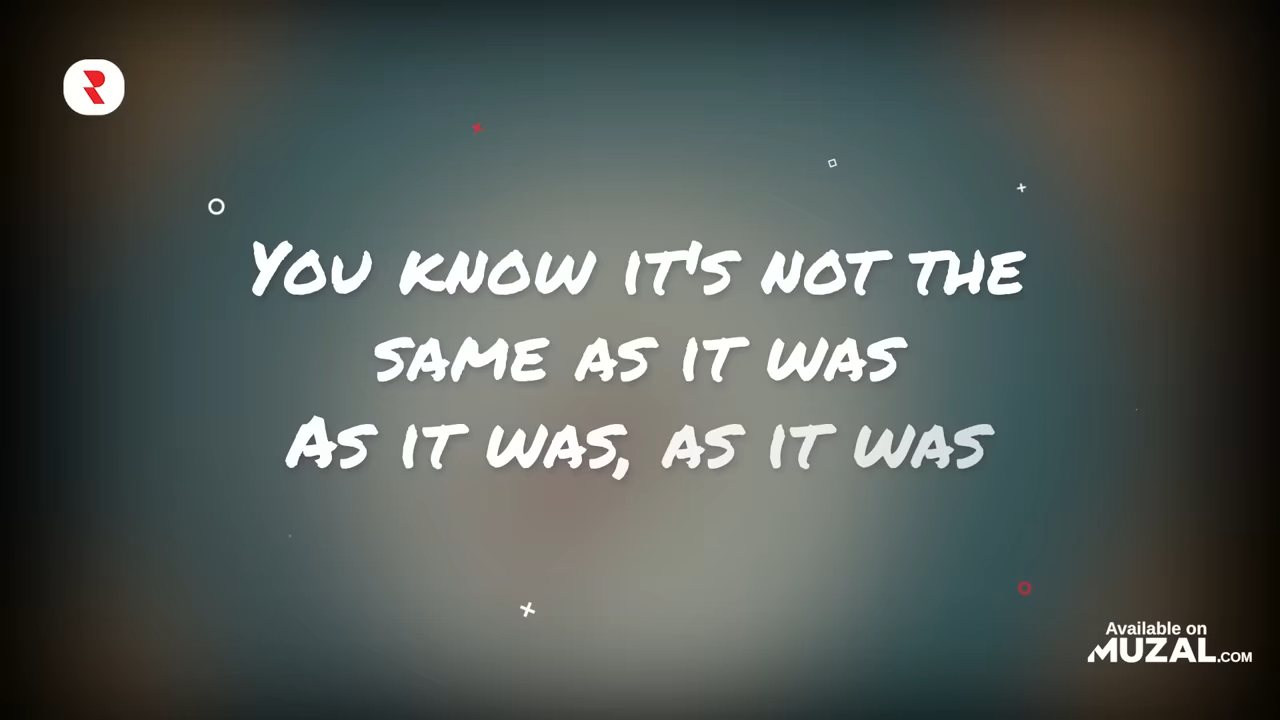 You know it's not the
same as it was
As it was, as it was
Available on
MUZAL.COM